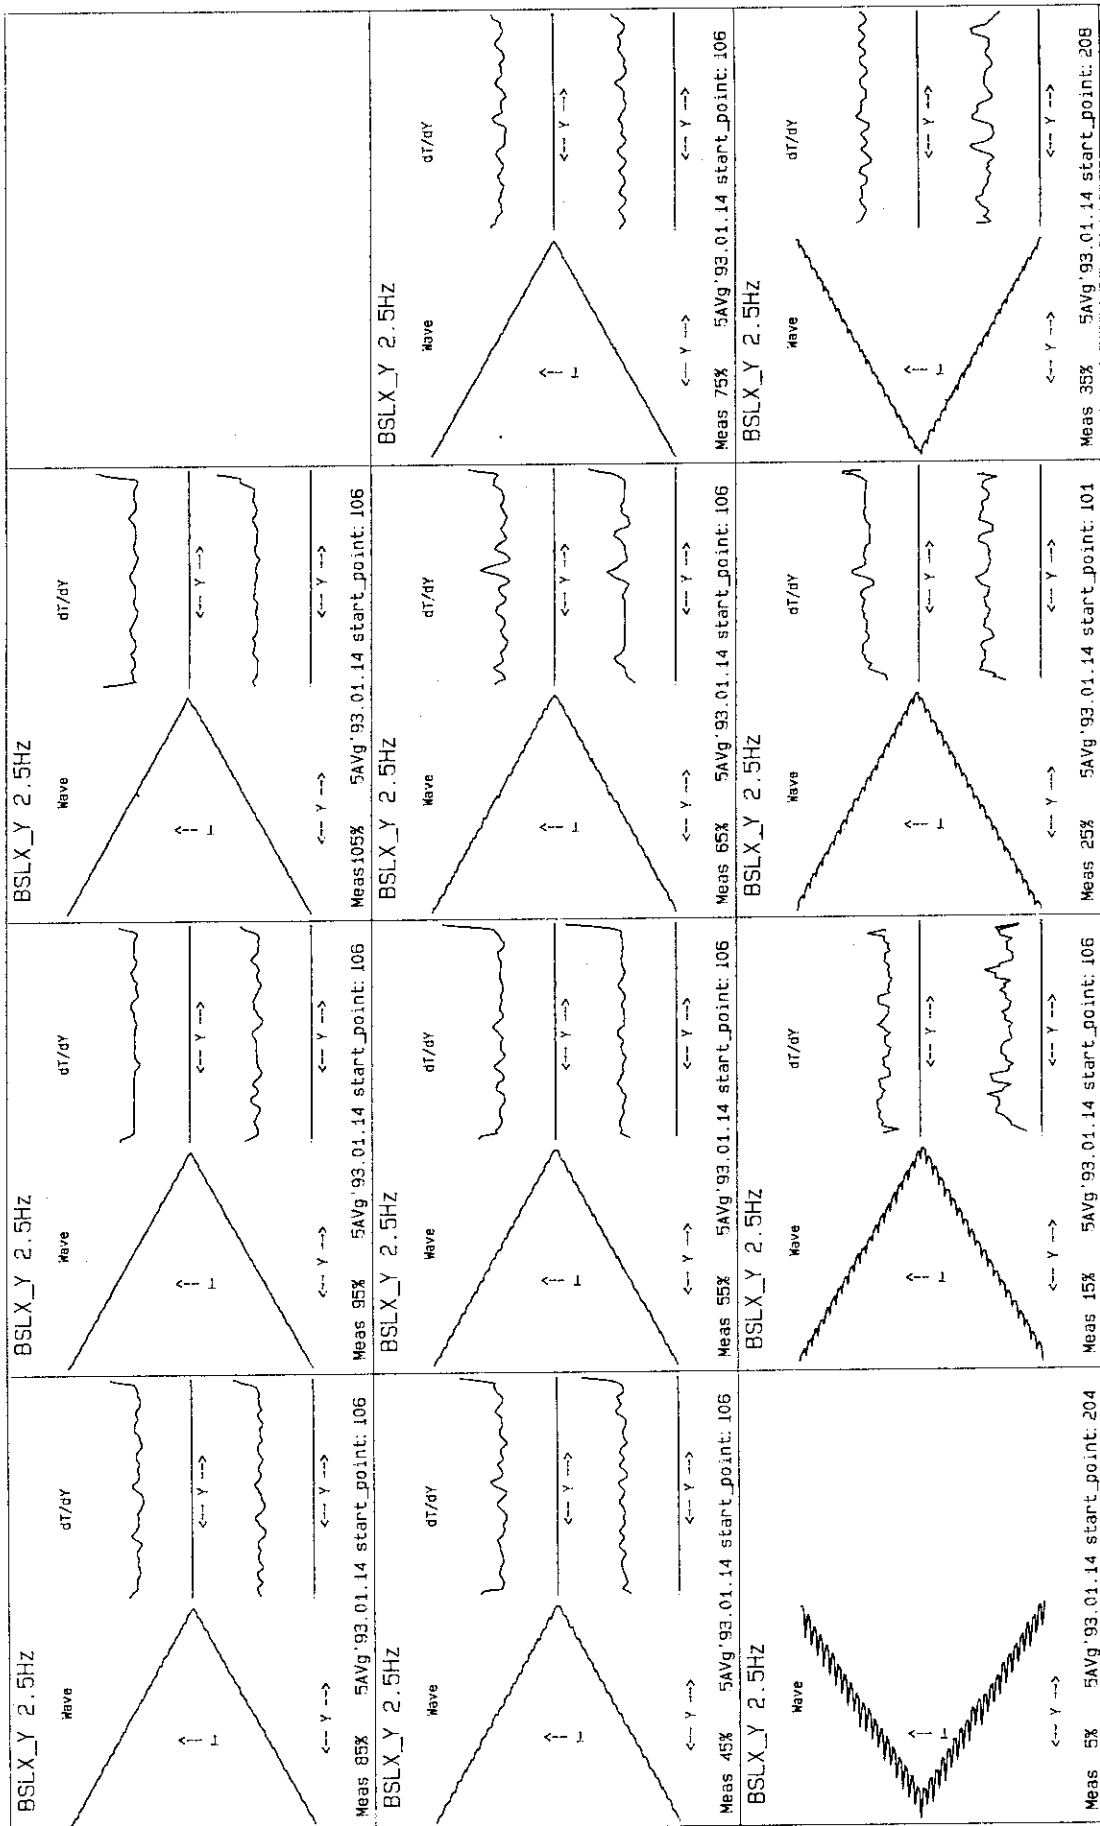 BSLX_Y 2.5Hz
Wave dT/dY
T -->
<-- Y -->
<-- Y --> <-- Y -->
Meas 85% 5AVg'93.01.14 start_point: 106
BSLX_Y 2.5Hz
Wave dT/dY
T -->
<-- Y -->
<-- Y --> <-- Y -->
Meas 95% 5AVg'93.01.14 start_point: 106
BSLX_Y 2.5Hz
Wave dT/dY
T -->
<-- Y -->
<-- Y --> <-- Y -->
Meas105% 5AVg'93.01.14 start_point: 106
BSLX_Y 2.5Hz
Wave dT/dY
T -->
<-- Y -->
<-- Y --> <-- Y -->
Meas 45% 5AVg'93.01.14 start_point: 106
BSLX_Y 2.5Hz
Wave dT/dY
T -->
<-- Y -->
<-- Y --> <-- Y -->
Meas 55% 5AVg'93.01.14 start_point: 106
BSLX_Y 2.5Hz
Wave dT/dY
T -->
<-- Y -->
<-- Y --> <-- Y -->
Meas 65% 5AVg'93.01.14 start_point: 106
BSLX_Y 2.5Hz
Wave dT/dY
T -->
<-- Y -->
<-- Y --> <-- Y -->
Meas 75% 5AVg'93.01.14 start_point: 106
BSLX_Y 2.5Hz
Wave
T -->
<-- Y -->
Meas 5% 5AVg'93.01.14 start_point: 204
BSLX_Y 2.5Hz
Wave dT/dY
T -->
<-- Y -->
<-- Y --> <-- Y -->
Meas 15% 5AVg'93.01.14 start_point: 106
BSLX_Y 2.5Hz
Wave dT/dY
T -->
<-- Y -->
<-- Y --> <-- Y -->
Meas 25% 5AVg'93.01.14 start_point: 101
BSLX_Y 2.5Hz
Wave dT/dY
T -->
<-- Y -->
<-- Y --> <-- Y -->
Meas 35% 5AVg'93.01.14 start_point: 208